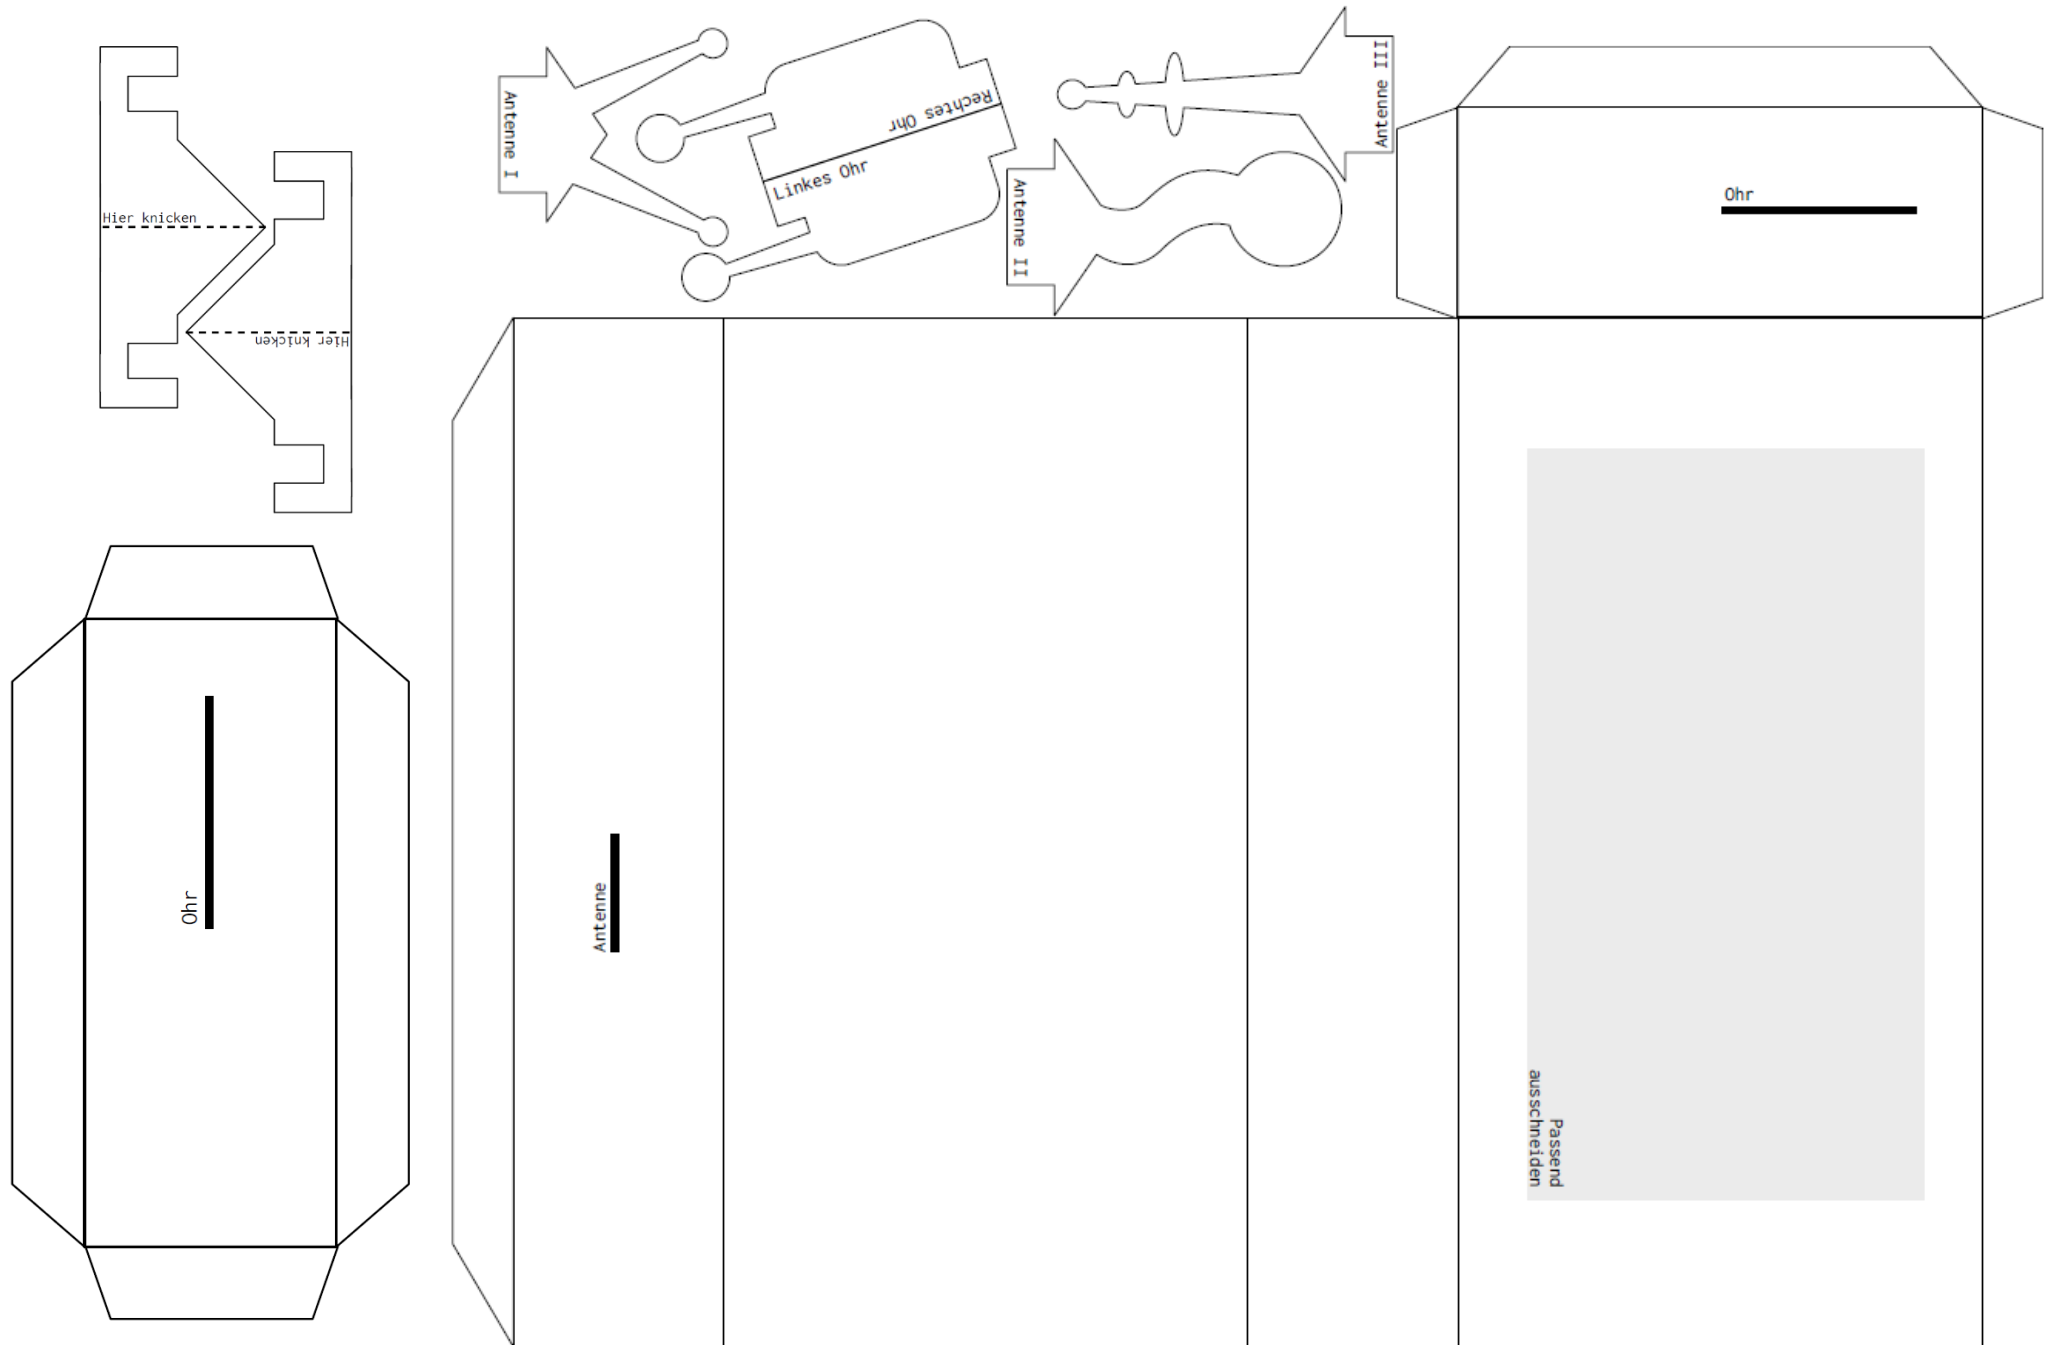 Hier knicken
Hier knicken
Antenne I
Rechtes Ohr
Linkes Ohr
Antenne III
Antenne II
Ohr
Ohr
Antenne
Passend
ausschneiden